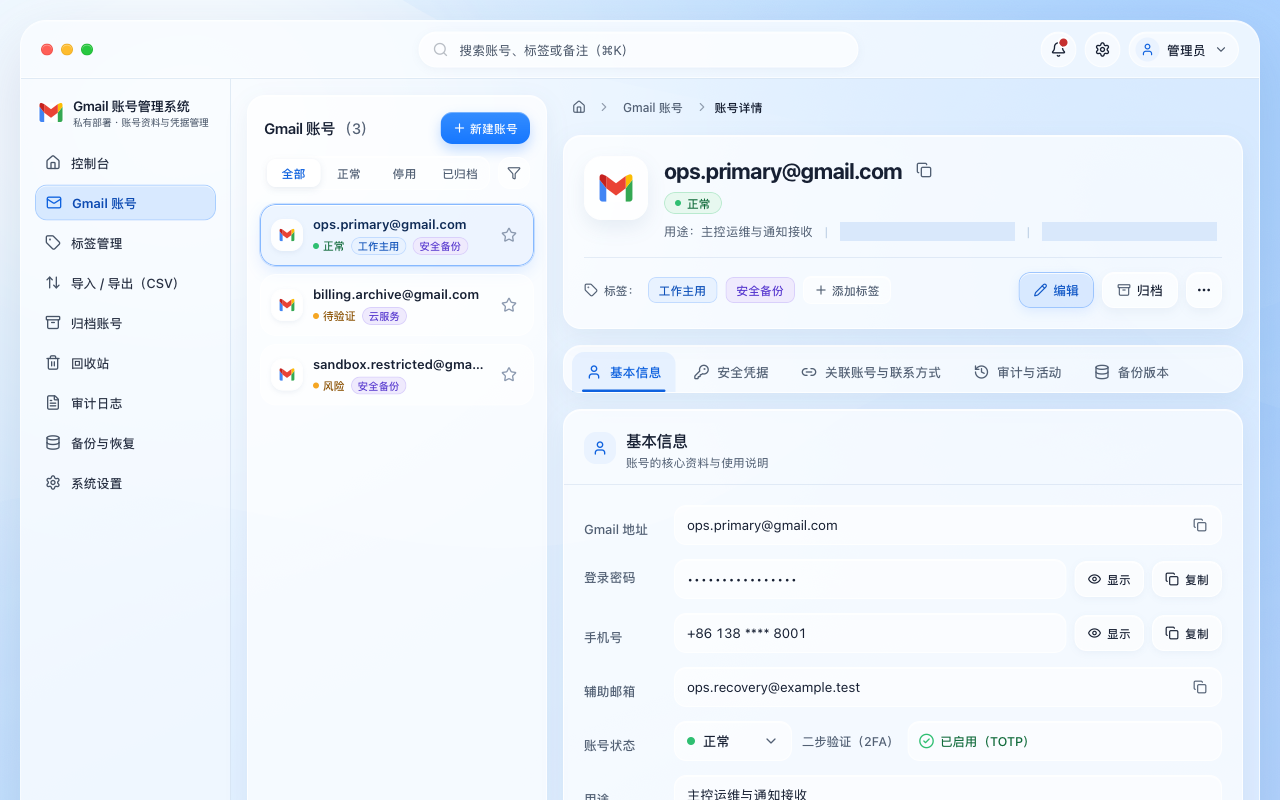 搜索账号、标签或备注（⌘K）
管理员
Gmail 账号管理系统
私有部署 · 账号资料与凭据管理
控制台
Gmail 账号
标签管理
导入 / 导出（CSV）
归档账号
回收站
审计日志
备份与恢复
系统设置
Gmail 账号（3）
新建账号
全部 正常 停用 已归档
ops.primary@gmail.com
正常 工作主用 安全备份
billing.archive@gmail.com
待验证 云服务
sandbox.restricted@gma...
风险 安全备份
Gmail 账号 账号详情
ops.primary@gmail.com
正常
用途：主控运维与通知接收
标签： 工作主用 安全备份 添加标签
编辑 归档
基本信息 安全凭据 关联账号与联系方式 审计与活动 备份版本
基本信息
账号的核心资料与使用说明
Gmail 地址 ops.primary@gmail.com
登录密码 •••••••••••••••• 显示 复制
手机号 +86 138 **** 8001 显示 复制
辅助邮箱 ops.recovery@example.test
账号状态 正常 二步验证（2FA） 已启用（TOTP）
用途 主控运维与通知接收